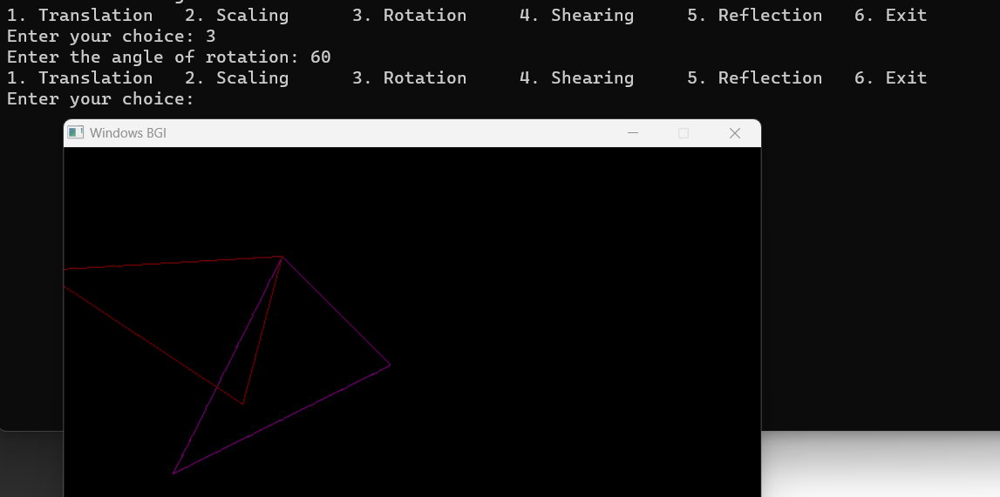 1. Translation   2. Scaling      3. Rotation     4. Shearing     5. Reflection   6. Exit
Enter your choice: 3
Enter the angle of rotation: 60
1. Translation   2. Scaling      3. Rotation     4. Shearing     5. Reflection   6. Exit
Enter your choice:
Windows BGI